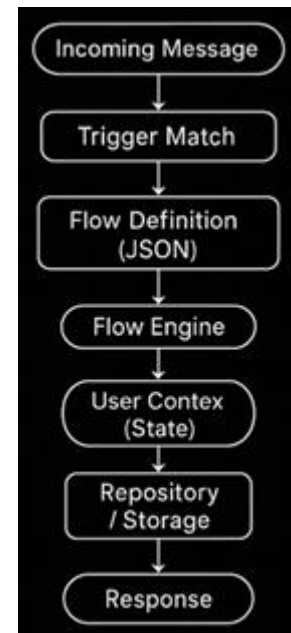 Incoming Message
Trigger Match
Flow Definition
(JSON)
Flow Engine
User Contex
(State)
Repository
/ Storage
Response